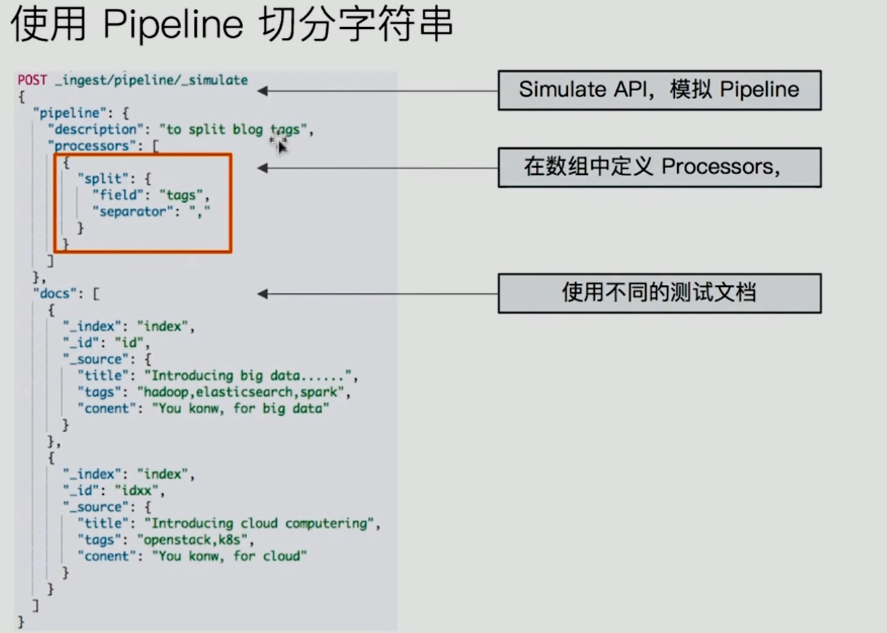 使用 Pipeline 切分字符串
POST _ingest/pipeline/_simulate
{
"pipeline": {
"description": "to split blog tags",
"processors": [
{
"split": {
"field": "tags",
"separator": ","
}
}
]
},
"docs": [
{
"_index": "index",
"_id": "id",
"_source": {
"title": "Introducing big data......",
"tags": "hadoop,elasticsearch,spark",
"conent": "You konw, for big data"
}
},
{
"_index": "index",
"_id": "idxx",
"_source": {
"title": "Introducing cloud computering",
"tags": "openstack,k8s",
"conent": "You konw, for cloud"
}
}
]
}
Simulate API，模拟 Pipeline
在数组中定义 Processors，
使用不同的测试文档